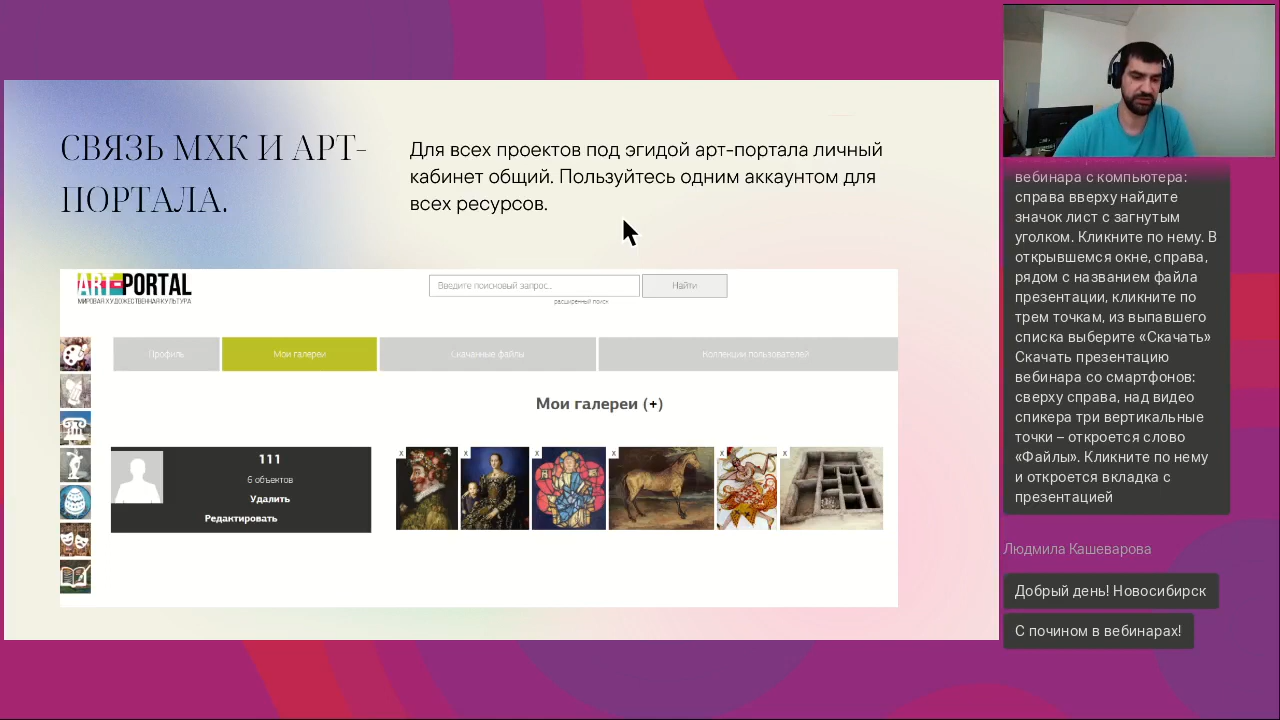 СВЯЗЬ МХК И АРТ-
ПОРТАЛА.
Для всех проектов под эгидой арт-портала личный
кабинет общий. Пользуйтесь одним аккаунтом для
всех ресурсов.
ART-PORTAL
МИРОВАЯ ХУДОЖЕСТВЕННАЯ КУЛЬТУРА
Введите поисковый запрос...
Найти
расширенный поиск
Профиль
Мои галереи
Скачанные файлы
Коллекции пользователей
Мои галереи (+)
111
6 объектов
Удалить
Редактировать
x x x x x x
вебинара с компьютера:
справа вверху найдите
значок лист с загнутым
уголком. Кликните по нему. В
открывшемся окне, справа,
рядом с названием файла
презентации, кликните по
трем точкам, из выпавшего
списка выберите «Скачать»
Скачать презентацию
вебинара со смартфонов:
сверху справа, над видео
спикера три вертикальные
точки – откроется слово
«Файлы». Кликните по нему
и откроется вкладка с
презентацией
Людмила Кашеварова
Добрый день! Новосибирск
С почином в вебинарах!